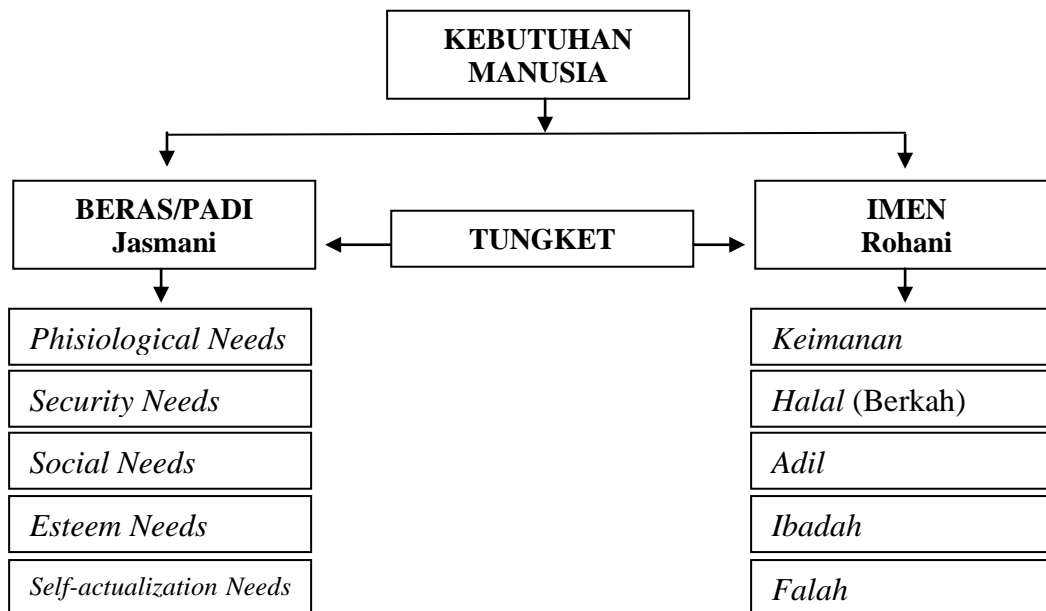 KEBUTUHAN
MANUSIA
BERAS/PADI
Jasmani
TUNGKET
IMEN
Rohani
Phisiological Needs
Security Needs
Social Needs
Esteem Needs
Self-actualization Needs
Keimanan
Halal (Berkah)
Adil
Ibadah
Falah